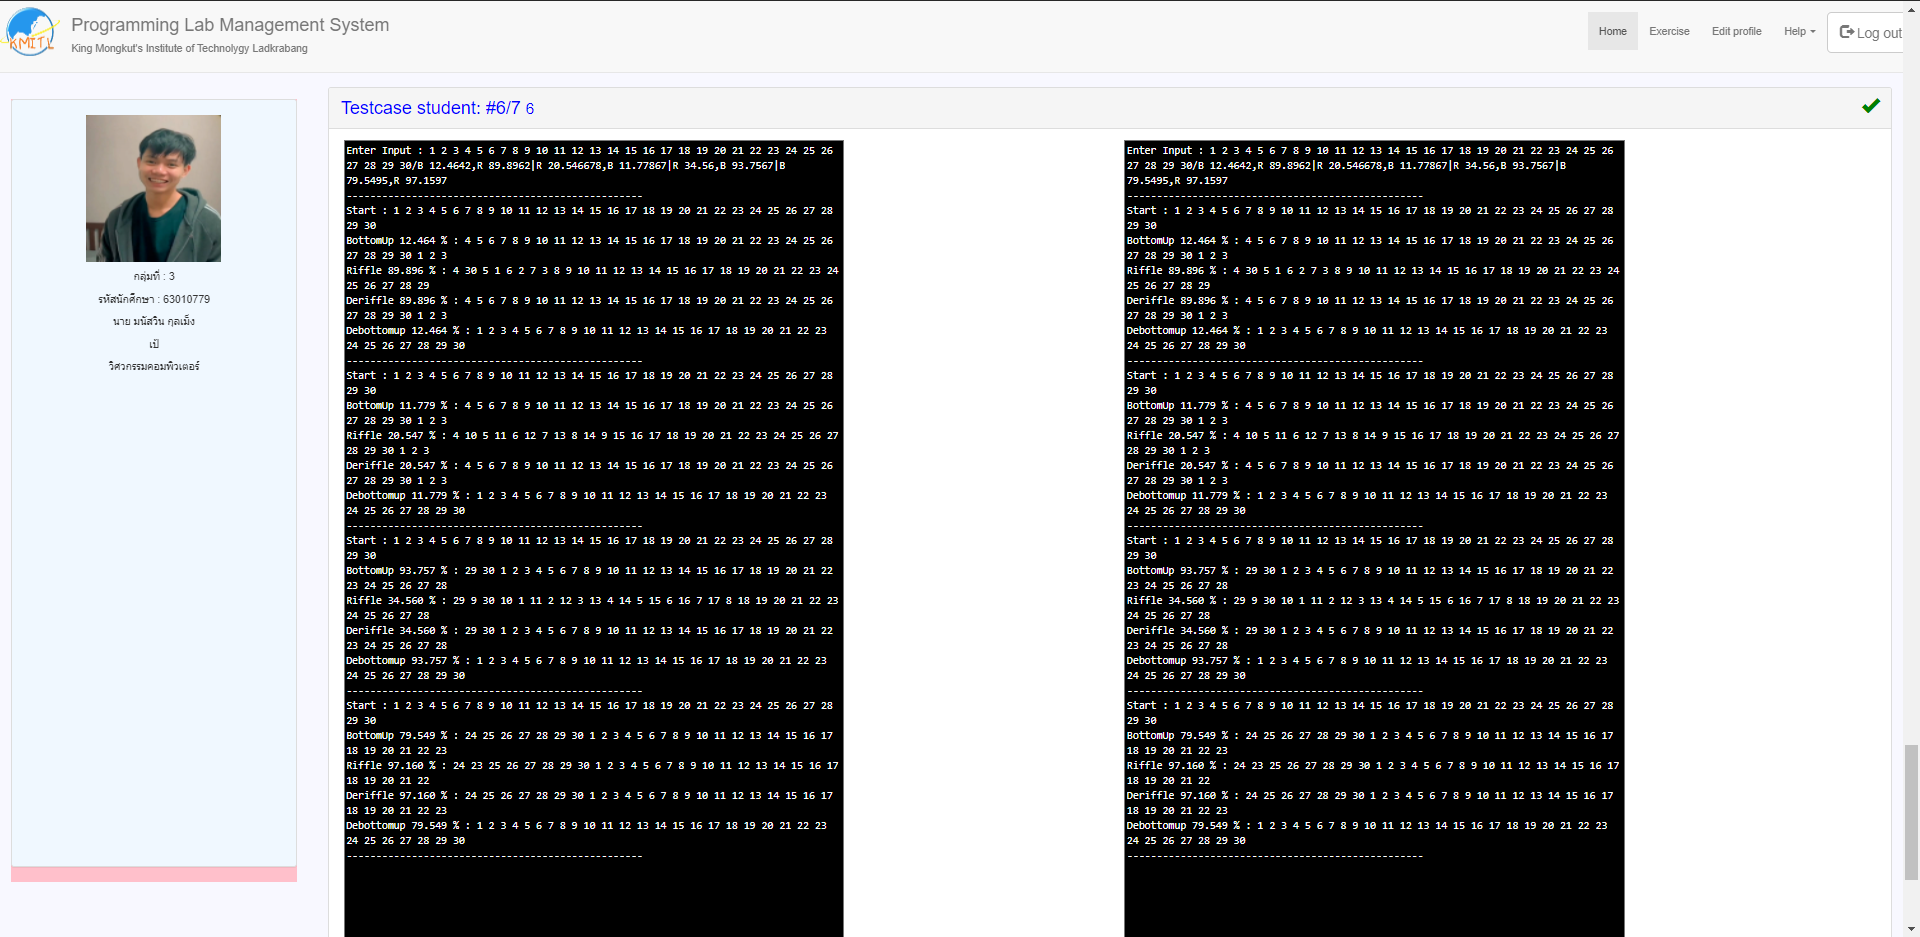 Programming Lab Management System
King Mongkut's Institute of Technolygy Ladkrabang
KMITL
Home Exercise Edit profile Help Log out
กลุ่มที่ : 3
รหัสนักศึกษา : 63010779
นาย มนัสวิน กุลเม็ง
เป้
วิศวกรรมคอมพิวเตอร์
Testcase student: #6/7 6
Enter Input : 1 2 3 4 5 6 7 8 9 10 11 12 13 14 15 16 17 18 19 20 21 22 23 24 25 26
27 28 29 30/B 12.4642,R 89.8962|R 20.546678,B 11.77867|R 34.56,B 93.7567|B
79.5495,R 97.1597
--------------------------------------------------
Start : 1 2 3 4 5 6 7 8 9 10 11 12 13 14 15 16 17 18 19 20 21 22 23 24 25 26 27 28
29 30
BottomUp 12.464 % : 4 5 6 7 8 9 10 11 12 13 14 15 16 17 18 19 20 21 22 23 24 25 26
27 28 29 30 1 2 3
Riffle 89.896 % : 4 30 5 1 6 2 7 3 8 9 10 11 12 13 14 15 16 17 18 19 20 21 22 23 24
25 26 27 28 29
Deriffle 89.896 % : 4 5 6 7 8 9 10 11 12 13 14 15 16 17 18 19 20 21 22 23 24 25 26
27 28 29 30 1 2 3
Debottomup 12.464 % : 1 2 3 4 5 6 7 8 9 10 11 12 13 14 15 16 17 18 19 20 21 22 23
24 25 26 27 28 29 30
--------------------------------------------------
Start : 1 2 3 4 5 6 7 8 9 10 11 12 13 14 15 16 17 18 19 20 21 22 23 24 25 26 27 28
29 30
BottomUp 11.779 % : 4 5 6 7 8 9 10 11 12 13 14 15 16 17 18 19 20 21 22 23 24 25 26
27 28 29 30 1 2 3
Riffle 20.547 % : 4 10 5 11 6 12 7 13 8 14 9 15 16 17 18 19 20 21 22 23 24 25 26 27
28 29 30 1 2 3
Deriffle 20.547 % : 4 5 6 7 8 9 10 11 12 13 14 15 16 17 18 19 20 21 22 23 24 25 26
27 28 29 30 1 2 3
Debottomup 11.779 % : 1 2 3 4 5 6 7 8 9 10 11 12 13 14 15 16 17 18 19 20 21 22 23
24 25 26 27 28 29 30
--------------------------------------------------
Start : 1 2 3 4 5 6 7 8 9 10 11 12 13 14 15 16 17 18 19 20 21 22 23 24 25 26 27 28
29 30
BottomUp 93.757 % : 29 30 1 2 3 4 5 6 7 8 9 10 11 12 13 14 15 16 17 18 19 20 21 22
23 24 25 26 27 28
Riffle 34.560 % : 29 9 30 10 1 11 2 12 3 13 4 14 5 15 6 16 7 17 8 18 19 20 21 22 23
24 25 26 27 28
Deriffle 34.560 % : 29 30 1 2 3 4 5 6 7 8 9 10 11 12 13 14 15 16 17 18 19 20 21 22
23 24 25 26 27 28
Debottomup 93.757 % : 1 2 3 4 5 6 7 8 9 10 11 12 13 14 15 16 17 18 19 20 21 22 23
24 25 26 27 28 29 30
--------------------------------------------------
Start : 1 2 3 4 5 6 7 8 9 10 11 12 13 14 15 16 17 18 19 20 21 22 23 24 25 26 27 28
29 30
BottomUp 79.549 % : 24 25 26 27 28 29 30 1 2 3 4 5 6 7 8 9 10 11 12 13 14 15 16 17
18 19 20 21 22 23
Riffle 97.160 % : 24 23 25 26 27 28 29 30 1 2 3 4 5 6 7 8 9 10 11 12 13 14 15 16 17
18 19 20 21 22
Deriffle 97.160 % : 24 25 26 27 28 29 30 1 2 3 4 5 6 7 8 9 10 11 12 13 14 15 16 17
18 19 20 21 22 23
Debottomup 79.549 % : 1 2 3 4 5 6 7 8 9 10 11 12 13 14 15 16 17 18 19 20 21 22 23
24 25 26 27 28 29 30
--------------------------------------------------
Enter Input : 1 2 3 4 5 6 7 8 9 10 11 12 13 14 15 16 17 18 19 20 21 22 23 24 25 26
27 28 29 30/B 12.4642,R 89.8962|R 20.546678,B 11.77867|R 34.56,B 93.7567|B
79.5495,R 97.1597
--------------------------------------------------
Start : 1 2 3 4 5 6 7 8 9 10 11 12 13 14 15 16 17 18 19 20 21 22 23 24 25 26 27 28
29 30
BottomUp 12.464 % : 4 5 6 7 8 9 10 11 12 13 14 15 16 17 18 19 20 21 22 23 24 25 26
27 28 29 30 1 2 3
Riffle 89.896 % : 4 30 5 1 6 2 7 3 8 9 10 11 12 13 14 15 16 17 18 19 20 21 22 23 24
25 26 27 28 29
Deriffle 89.896 % : 4 5 6 7 8 9 10 11 12 13 14 15 16 17 18 19 20 21 22 23 24 25 26
27 28 29 30 1 2 3
Debottomup 12.464 % : 1 2 3 4 5 6 7 8 9 10 11 12 13 14 15 16 17 18 19 20 21 22 23
24 25 26 27 28 29 30
--------------------------------------------------
Start : 1 2 3 4 5 6 7 8 9 10 11 12 13 14 15 16 17 18 19 20 21 22 23 24 25 26 27 28
29 30
BottomUp 11.779 % : 4 5 6 7 8 9 10 11 12 13 14 15 16 17 18 19 20 21 22 23 24 25 26
27 28 29 30 1 2 3
Riffle 20.547 % : 4 10 5 11 6 12 7 13 8 14 9 15 16 17 18 19 20 21 22 23 24 25 26 27
28 29 30 1 2 3
Deriffle 20.547 % : 4 5 6 7 8 9 10 11 12 13 14 15 16 17 18 19 20 21 22 23 24 25 26
27 28 29 30 1 2 3
Debottomup 11.779 % : 1 2 3 4 5 6 7 8 9 10 11 12 13 14 15 16 17 18 19 20 21 22 23
24 25 26 27 28 29 30
--------------------------------------------------
Start : 1 2 3 4 5 6 7 8 9 10 11 12 13 14 15 16 17 18 19 20 21 22 23 24 25 26 27 28
29 30
BottomUp 93.757 % : 29 30 1 2 3 4 5 6 7 8 9 10 11 12 13 14 15 16 17 18 19 20 21 22
23 24 25 26 27 28
Riffle 34.560 % : 29 9 30 10 1 11 2 12 3 13 4 14 5 15 6 16 7 17 8 18 19 20 21 22 23
24 25 26 27 28
Deriffle 34.560 % : 29 30 1 2 3 4 5 6 7 8 9 10 11 12 13 14 15 16 17 18 19 20 21 22
23 24 25 26 27 28
Debottomup 93.757 % : 1 2 3 4 5 6 7 8 9 10 11 12 13 14 15 16 17 18 19 20 21 22 23
24 25 26 27 28 29 30
--------------------------------------------------
Start : 1 2 3 4 5 6 7 8 9 10 11 12 13 14 15 16 17 18 19 20 21 22 23 24 25 26 27 28
29 30
BottomUp 79.549 % : 24 25 26 27 28 29 30 1 2 3 4 5 6 7 8 9 10 11 12 13 14 15 16 17
18 19 20 21 22 23
Riffle 97.160 % : 24 23 25 26 27 28 29 30 1 2 3 4 5 6 7 8 9 10 11 12 13 14 15 16 17
18 19 20 21 22
Deriffle 97.160 % : 24 25 26 27 28 29 30 1 2 3 4 5 6 7 8 9 10 11 12 13 14 15 16 17
18 19 20 21 22 23
Debottomup 79.549 % : 1 2 3 4 5 6 7 8 9 10 11 12 13 14 15 16 17 18 19 20 21 22 23
24 25 26 27 28 29 30
--------------------------------------------------